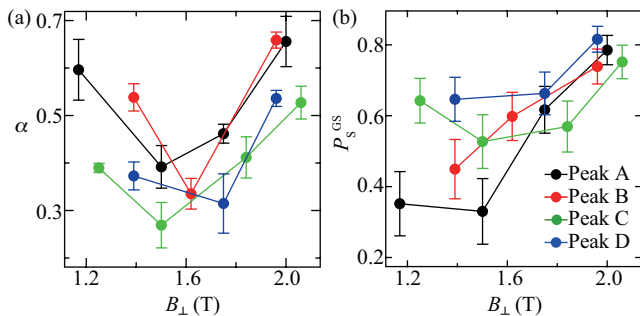 (a)
0.7
0.5
0.3
α
1.2
1.6
2.0
B⊥ (T)
(b)
0.8
0.6
0.4
0.2
P_S^GS
Peak A
Peak B
Peak C
Peak D
1.2
1.6
2.0
B⊥ (T)